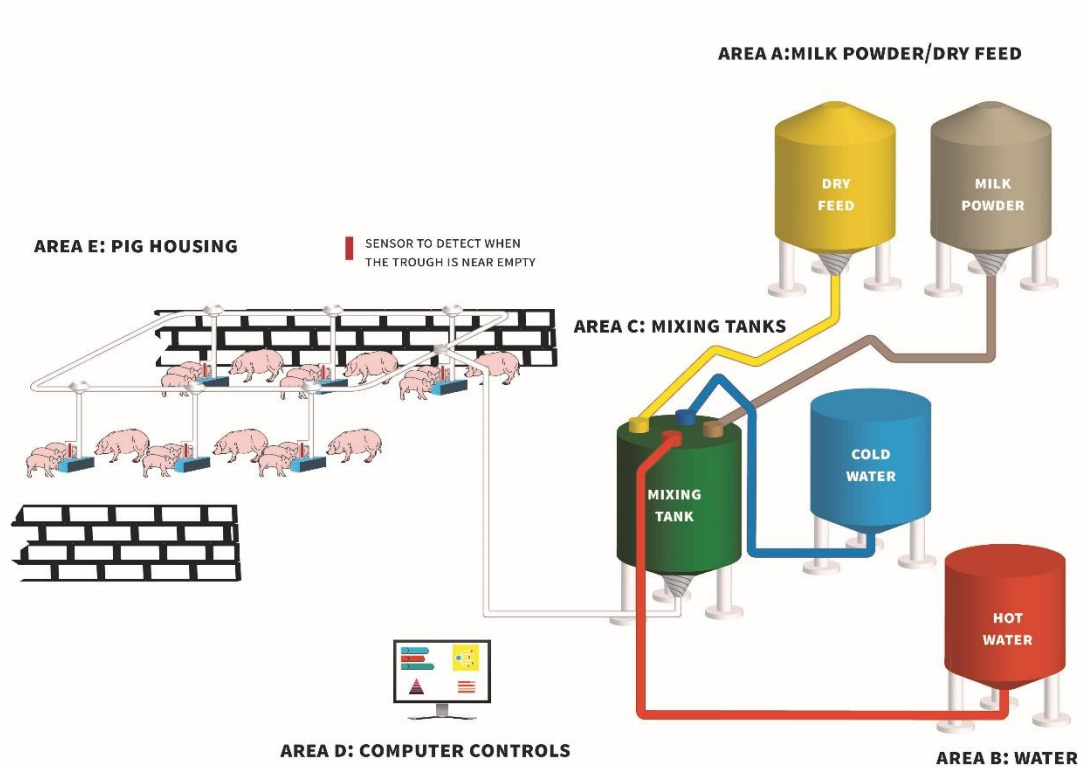 AREA A:MILK POWDER/DRY FEED
DRY
FEED
MILK
POWDER
AREA E: PIG HOUSING
SENSOR TO DETECT WHEN
THE TROUGH IS NEAR EMPTY
AREA C: MIXING TANKS
COLD
WATER
MIXING
TANK
HOT
WATER
AREA D: COMPUTER CONTROLS
AREA B: WATER